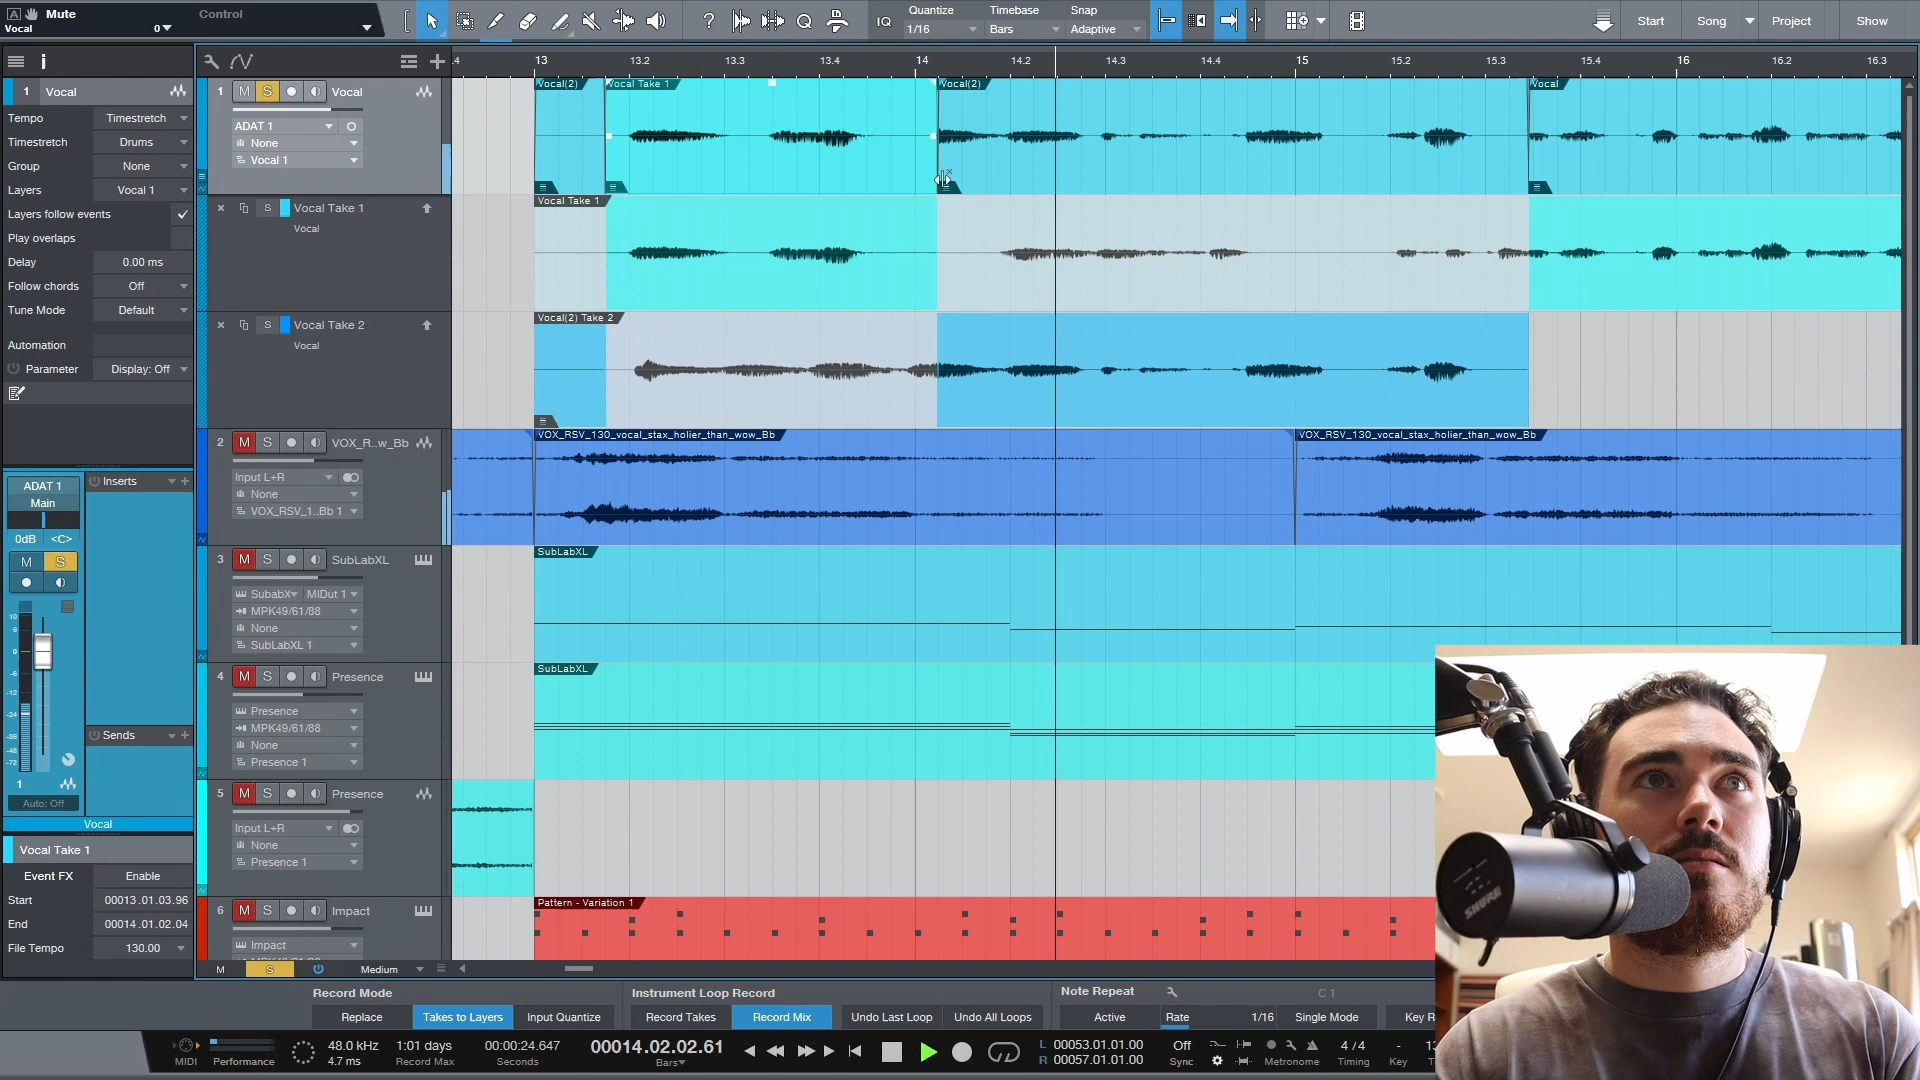 A Mute Control
Vocal 0
? IQ Quantize Timebase Snap
1/16 Bars Adaptive
Start Song Project Show
13 13.2 13.3 13.4 14 14.2 14.3 14.4 15 15.2 15.3 15.4 16 16.2 16.3
1 Vocal
Tempo Timestretch
Timestretch Drums
Group None
Layers Vocal 1
Layers follow events
Play overlaps
Delay 0.00 ms
Follow chords Off
Tune Mode Default
Automation
Parameter Display: Off
1 M S Vocal
ADAT 1
None
Vocal 1
S Vocal Take 1
Vocal
S Vocal Take 2
Vocal
Vocal(2) Vocal Take 1 Vocal(2) Vocal
Vocal Take 1
Vocal(2) Take 2
2 M S VOX_R..w_Bb
Input L+R
None
VOX_RSV_1..Bb 1
VOX_RSV_130_vocal_stax_holier_than_wow_Bb VOX_RSV_130_vocal_stax_holier_than_wow_Bb
3 M S SubLabXL
SubabX MIDut 1
MPK49/61/88
None
SubLabXL 1
SubLabXL
4 M S Presence
Presence
MPK49/61/88
None
Presence 1
SubLabXL
5 M S Presence
Input L+R
None
Presence 1
6 M S Impact
Impact
Pattern - Variation 1
ADAT 1 Inserts
Main
0dB <C>
M S
Sends
1
Auto: Off
Vocal
Vocal Take 1
Event FX Enable
Start 00013.01.03.96
End 00014.01.02.04
File Tempo 130.00
M S Medium
Record Mode
Replace Takes to Layers Input Quantize
Instrument Loop Record
Record Takes Record Mix Undo Last Loop Undo All Loops
Note Repeat C 1
Active Rate 1/16 Single Mode Key R
MIDI Performance
48.0 kHz
4.7 ms
1:01 days
Record Max
00:00:24.647
Seconds
00014.02.02.61
Bars
L 00053.01.01.00
R 00057.01.01.00
Off
Sync
Metronome
4 / 4
Timing
-
Key
SHURE